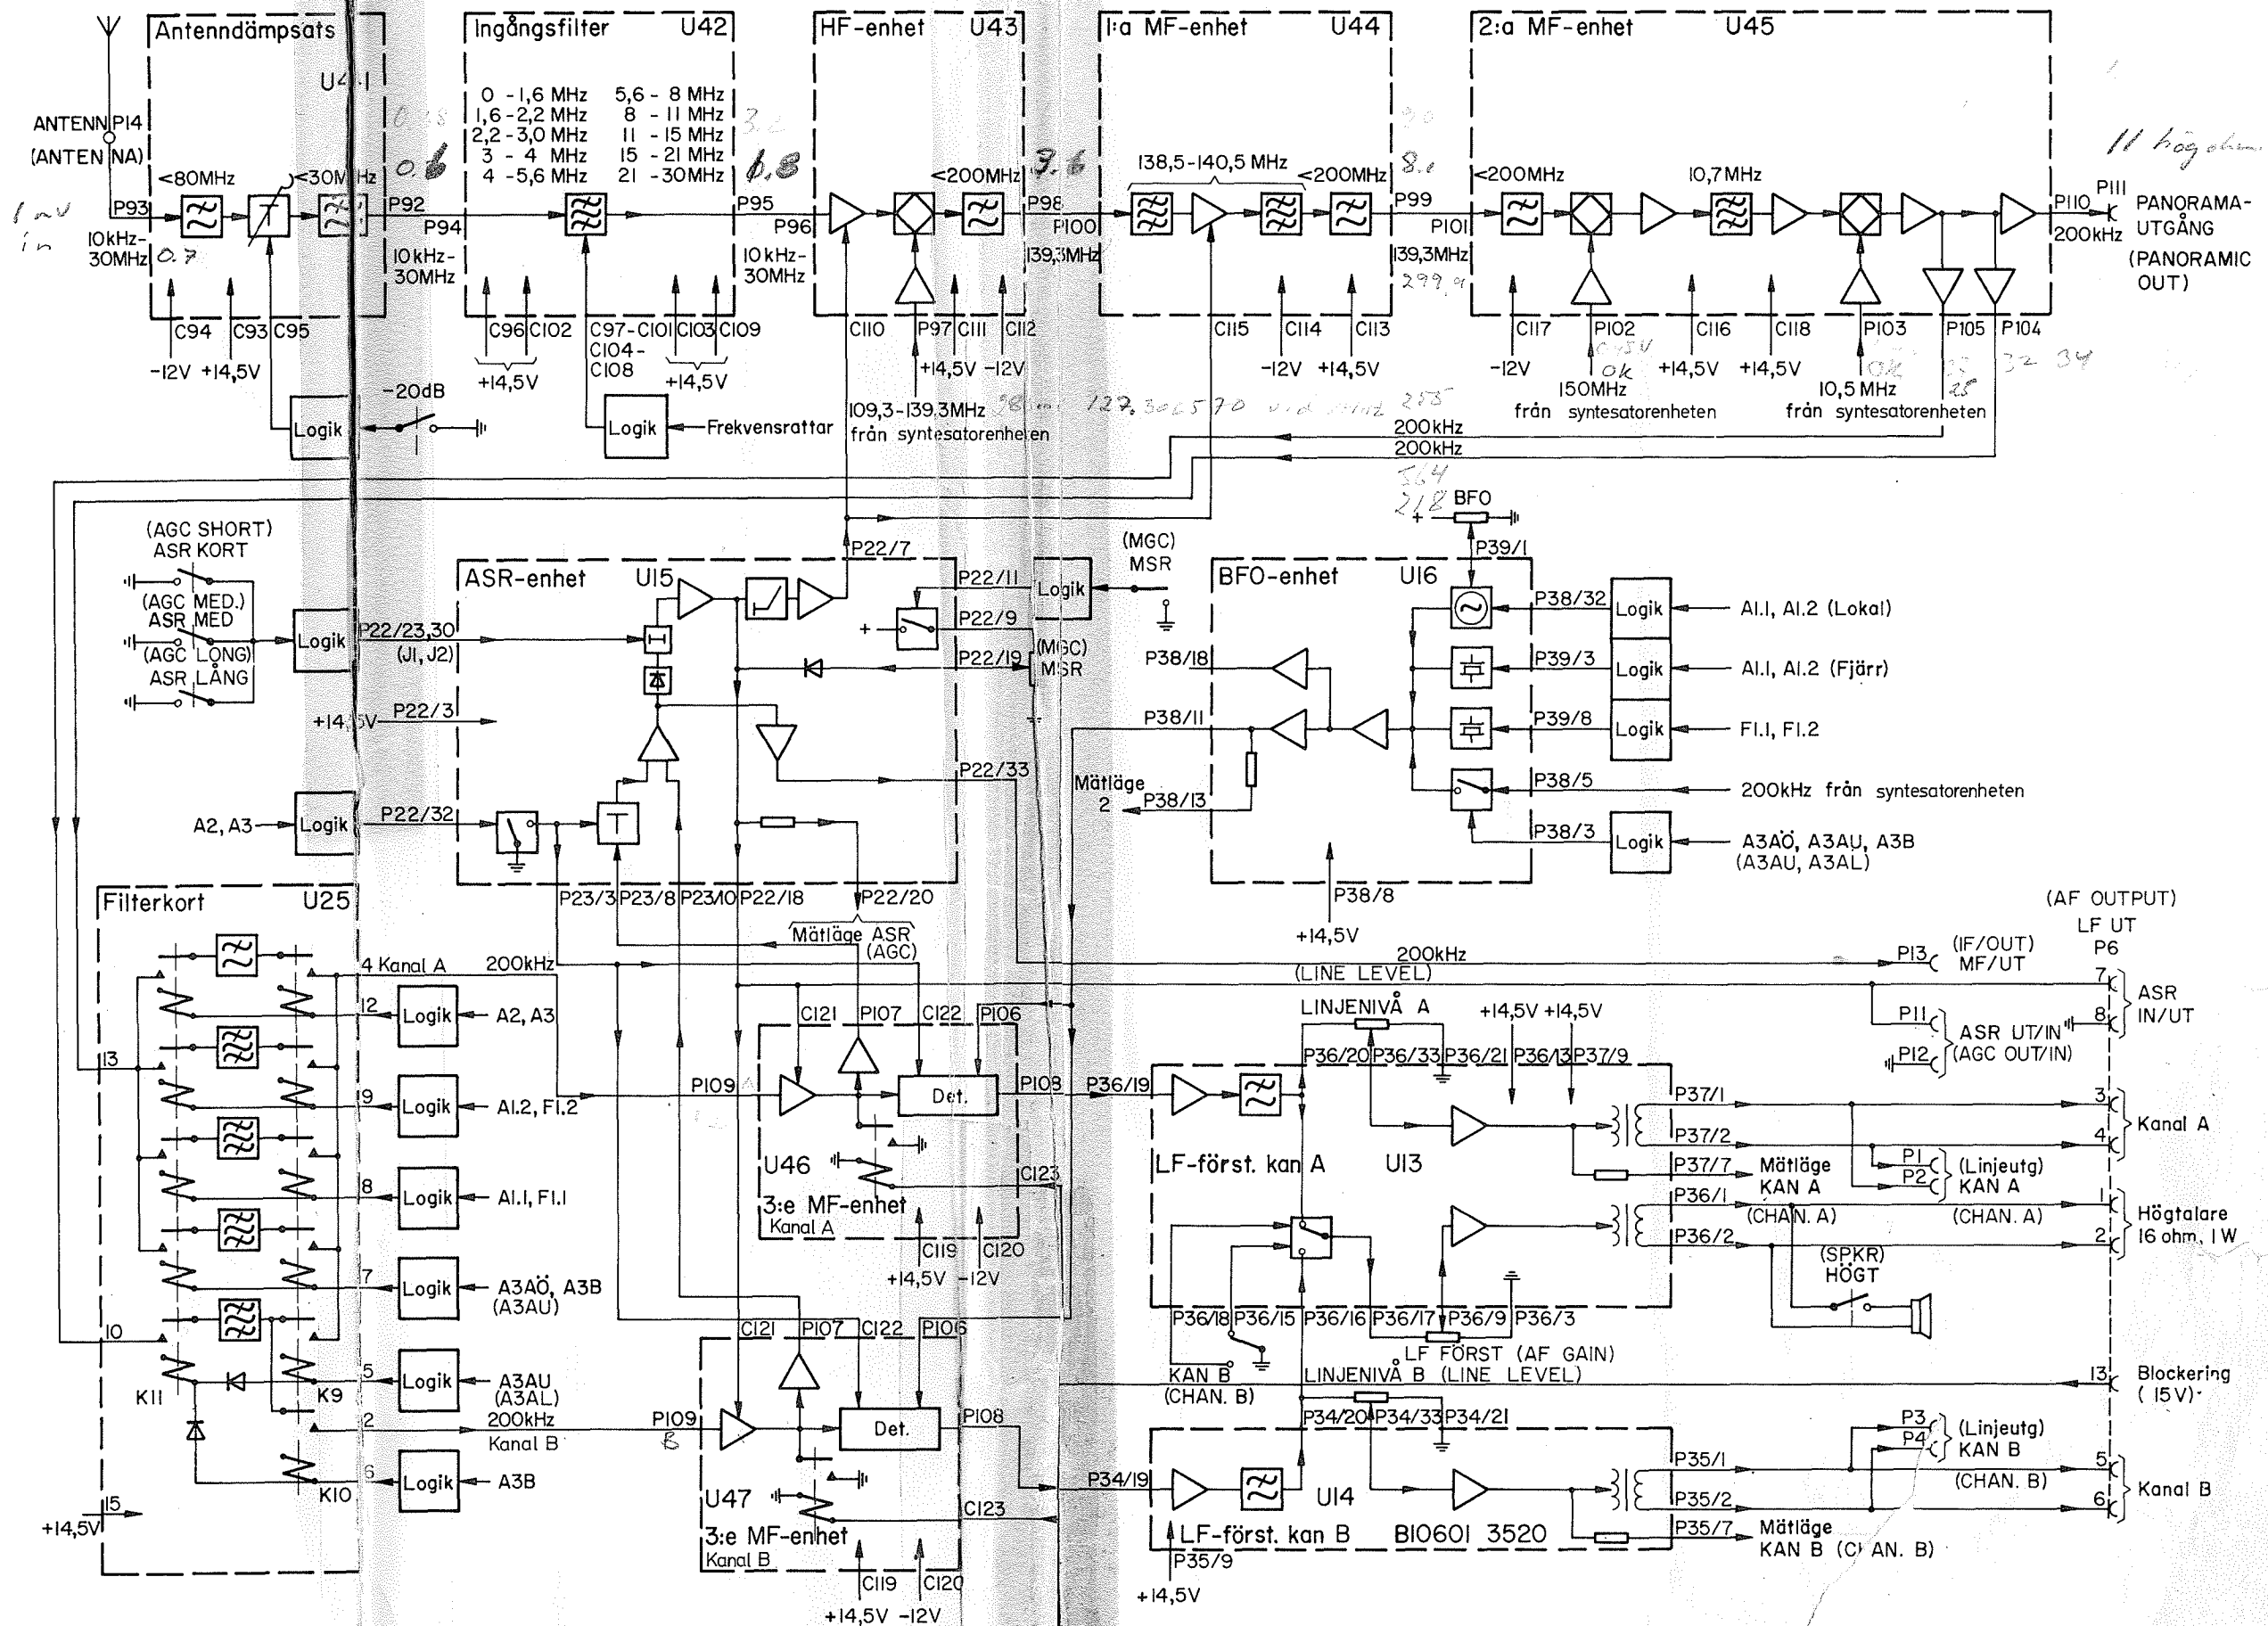 Antenndämpsats
U41
Ingångsfilter U42
HF-enhet U43
1:a MF-enhet U44
2:a MF-enhet U45
0 -1,6 MHz 5,6 - 8 MHz
1,6 -2,2 MHz 8 - 11 MHz
2,2 -3,0 MHz 11 - 15 MHz
3 - 4 MHz 15 - 21 MHz
4 -5,6 MHz 21 -30MHz
ANTENN P14
(ANTENNA)
<80MHz <30MHz
0.6
6.8
<200MHz
3.6
138,5-140,5 MHz
<200MHz
8.1
<200MHz
10,7MHz
11 högohm
P93
1 mV
in
P92
P94
P95
P96
P98
P100
P99
P101
P110
P111
PANORAMA-
UTGÅNG
(PANORAMIC
OUT)
200kHz
10kHz-
30MHz
0.7
10kHz-
30MHz
10kHz-
30MHz
139,3MHz
139,3MHz
299,9
C94 C93 C95
C96 C102 C97-C101 C103 C109
C104-
C108
C110 P97 C111 C112
C115 C114 C113
C117 P102 C116 C118 P103 P105 P104
-12V +14,5V
+14,5V
+14,5V
+14,5V -12V
-12V +14,5V
-12V
ok
+14,5V +14,5V
ok
25
32 34
-20dB
Logik
Logik
Frekvensrattar
109,3-139,3MHz
från syntesatorenheten
150MHz
från syntesatorenheten
10,5 MHz
från syntesatorenheten
200kHz
200kHz
564
218
BFO
+
(AGC SHORT)
ASR KORT
(AGC MED.)
ASR MED
(AGC LONG)
ASR LÅNG
Logik
P22/23,30
(J1, J2)
+14,5V P22/3
A2, A3
Logik
P22/32
ASR-enhet U15
P22/7
P22/11
Logik
(MGC)
MSR
+
P22/9
P22/19
(MGC)
MSR
P22/33
P23/3 P23/8 P23/10 P22/18 P22/20
Mätläge ASR
(AGC)
BFO-enhet U16
P39/1
P38/32
Logik
A1.1, A1.2 (Lokal)
P38/18
P39/3
Logik
A1.1, A1.2 (Fjärr)
P38/11
P39/8
Logik
F1.1, F1.2
Mätläge
2
P38/13
P38/5
200kHz från syntesatorenheten
P38/3
Logik
A3AÖ, A3AU, A3B
(A3AU, A3AL)
P38/8
+14,5V
Filterkort U25
4 Kanal A 200kHz
12
Logik
A2, A3
13
9
Logik
A1.2, F1.2
8
Logik
A1.1, F1.1
7
Logik
A3AÖ, A3B
(A3AU)
10
5
Logik
A3AU
(A3AL)
K11
K9
2
200kHz
Kanal B
6
Logik
A3B
K10
15
+14,5V
C121 P107 C122 P106
P109
Det.
P108
P36/19
U46
C123
3:e MF-enhet
Kanal A
C119 C120
+14,5V -12V
C121 P107 C122 P106
P109
B
Det.
P108
P34/19
U47
C123
3:e MF-enhet
Kanal B
C119 C120
+14,5V -12V
200kHz
(LINE LEVEL)
LINJENIVÅ A
+14,5V +14,5V
P36/20 P36/33 P36/21 P36/13 P37/9
LF-först. kan A U13
P37/1
P37/2
P37/7
Mätläge
KAN A
(CHAN. A)
P36/1
P36/2
P36/18 P36/15 P36/16 P36/17 P36/9 P36/3
KAN B
(CHAN. B)
LF FÖRST (AF GAIN)
LINJENIVÅ B (LINE LEVEL)
P34/20 P34/33 P34/21
U14
LF-först. kan B B10601 3520
P35/9
+14,5V
P35/1
P35/2
P35/7
Mätläge
KAN B (CHAN. B)
(AF OUTPUT)
LF UT
P6
P13
(IF/OUT)
MF/UT
7
8
ASR
IN/UT
P11
P12
ASR UT/IN
(AGC OUT/IN)
3
4
Kanal A
P1
P2
(Linjeutg)
KAN A
(CHAN. A)
1
2
Högtalare
16 ohm, 1W
(SPKR)
HÖGT
13
Blockering
(15V)
P3
P4
(Linjeutg)
KAN B
(CHAN. B)
5
6
Kanal B